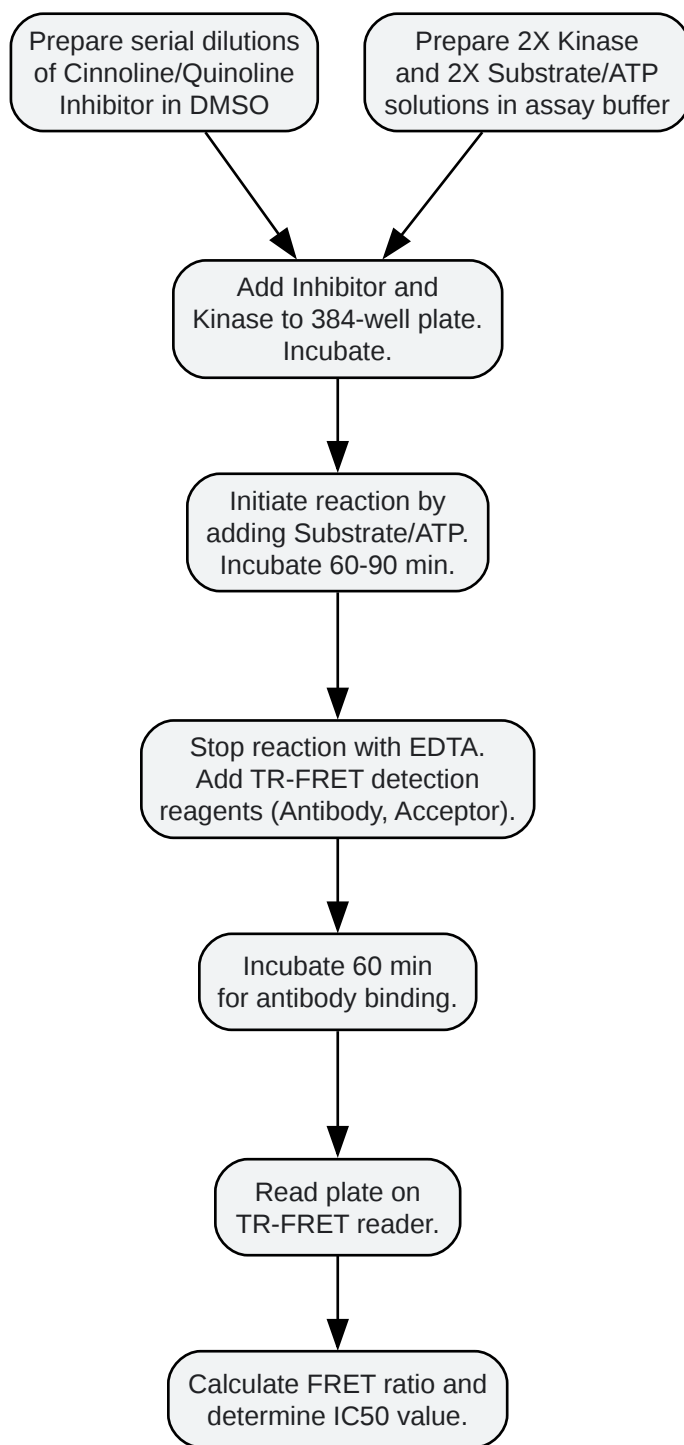 Prepare serial dilutions
of Cinnoline/Quinoline
Inhibitor in DMSO
Prepare 2X Kinase
and 2X Substrate/ATP
solutions in assay buffer
Add Inhibitor and
Kinase to 384-well plate.
Incubate.
Initiate reaction by
adding Substrate/ATP.
Incubate 60-90 min.
Stop reaction with EDTA.
Add TR-FRET detection
reagents (Antibody, Acceptor).
Incubate 60 min
for antibody binding.
Read plate on
TR-FRET reader.
Calculate FRET ratio and
determine IC50 value.